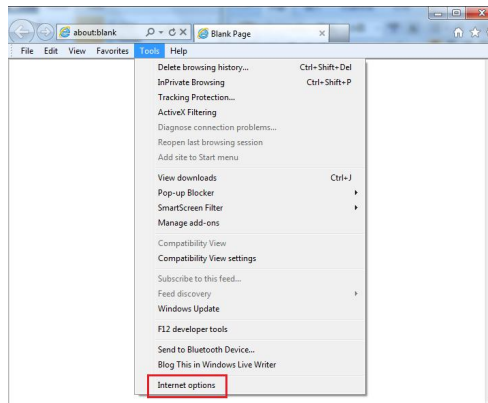 about:blank
Blank Page
File Edit View Favorites Tools Help
Delete browsing history... Ctrl+Shift+Del
InPrivate Browsing Ctrl+Shift+P
Tracking Protection...
ActiveX Filtering
Diagnose connection problems...
Reopen last browsing session
Add site to Start menu
View downloads Ctrl+J
Pop-up Blocker
SmartScreen Filter
Manage add-ons
Compatibility View
Compatibility View settings
Subscribe to this feed...
Feed discovery
Windows Update
F12 developer tools
Send to Bluetooth Device...
Blog This in Windows Live Writer
Internet options